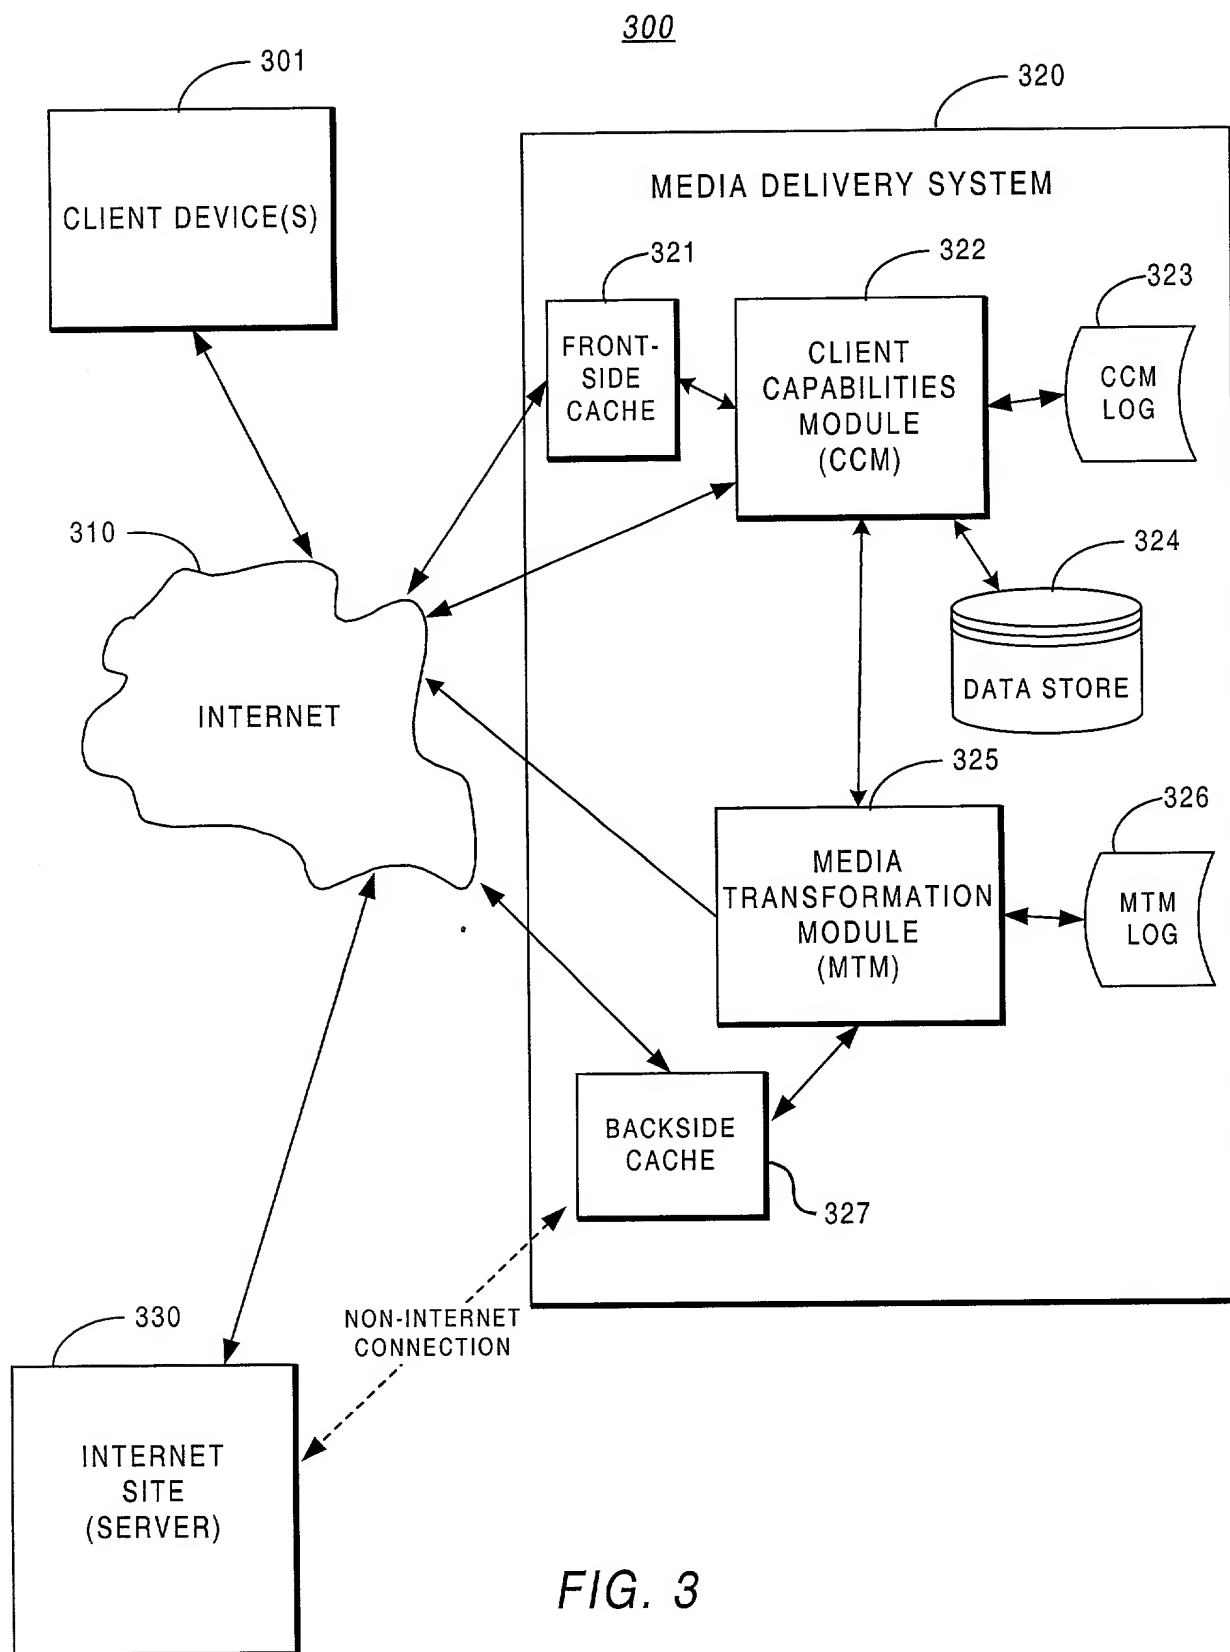 300
301
320
CLIENT DEVICE(S)
MEDIA DELIVERY SYSTEM
321
322
323
FRONT-
SIDE
CACHE
CLIENT
CAPABILITIES
MODULE
(CCM)
CCM
LOG
310
324
INTERNET
DATA STORE
325
326
MEDIA
TRANSFORMATION
MODULE
(MTM)
MTM
LOG
BACKSIDE
CACHE
327
NON-INTERNET
CONNECTION
330
INTERNET
SITE
(SERVER)
FIG. 3